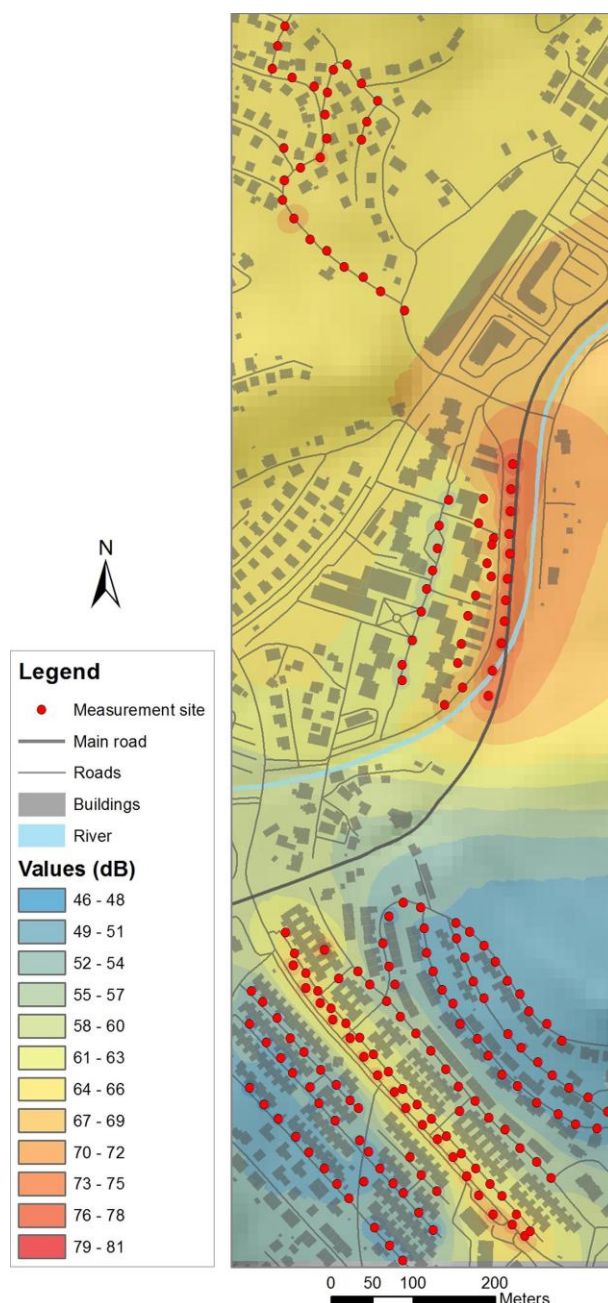 N
Legend
Measurement site
Main road
Roads
Buildings
River
Values (dB)
46 - 48
49 - 51
52 - 54
55 - 57
58 - 60
61 - 63
64 - 66
67 - 69
70 - 72
73 - 75
76 - 78
79 - 81
0 50 100 200
Meters